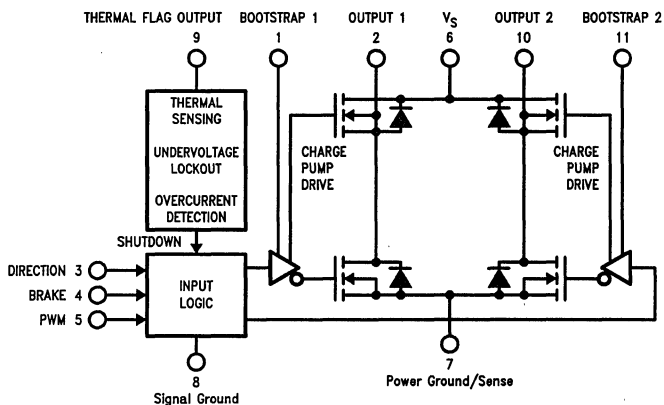 THERMAL FLAG OUTPUT
9
BOOTSTRAP 1
1
OUTPUT 1
2
VS
6
OUTPUT 2
10
BOOTSTRAP 2
11
THERMAL
SENSING
UNDERVOLTAGE
LOCKOUT
OVERCURRENT
DETECTION
CHARGE
PUMP
DRIVE
CHARGE
PUMP
DRIVE
SHUTDOWN
DIRECTION 3
BRAKE 4
PWM 5
INPUT
LOGIC
8
Signal Ground
7
Power Ground/Sense